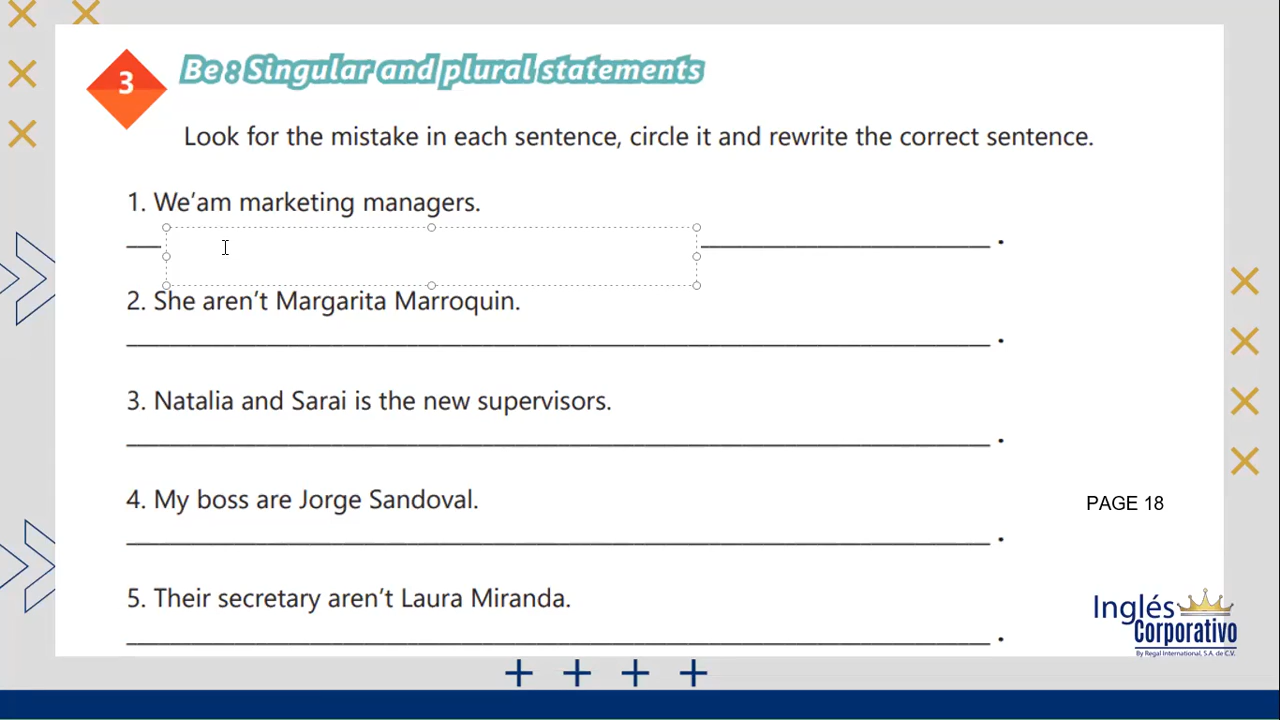 3
Be: Singular and plural statements
Look for the mistake in each sentence, circle it and rewrite the correct sentence.
1. We’am marketing managers.
.
2. She aren’t Margarita Marroquin.
.
3. Natalia and Sarai is the new supervisors.
.
4. My boss are Jorge Sandoval.
PAGE 18
.
5. Their secretary aren’t Laura Miranda.
.
Inglés
Corporativo
By Regal International, S.A. de C.V.